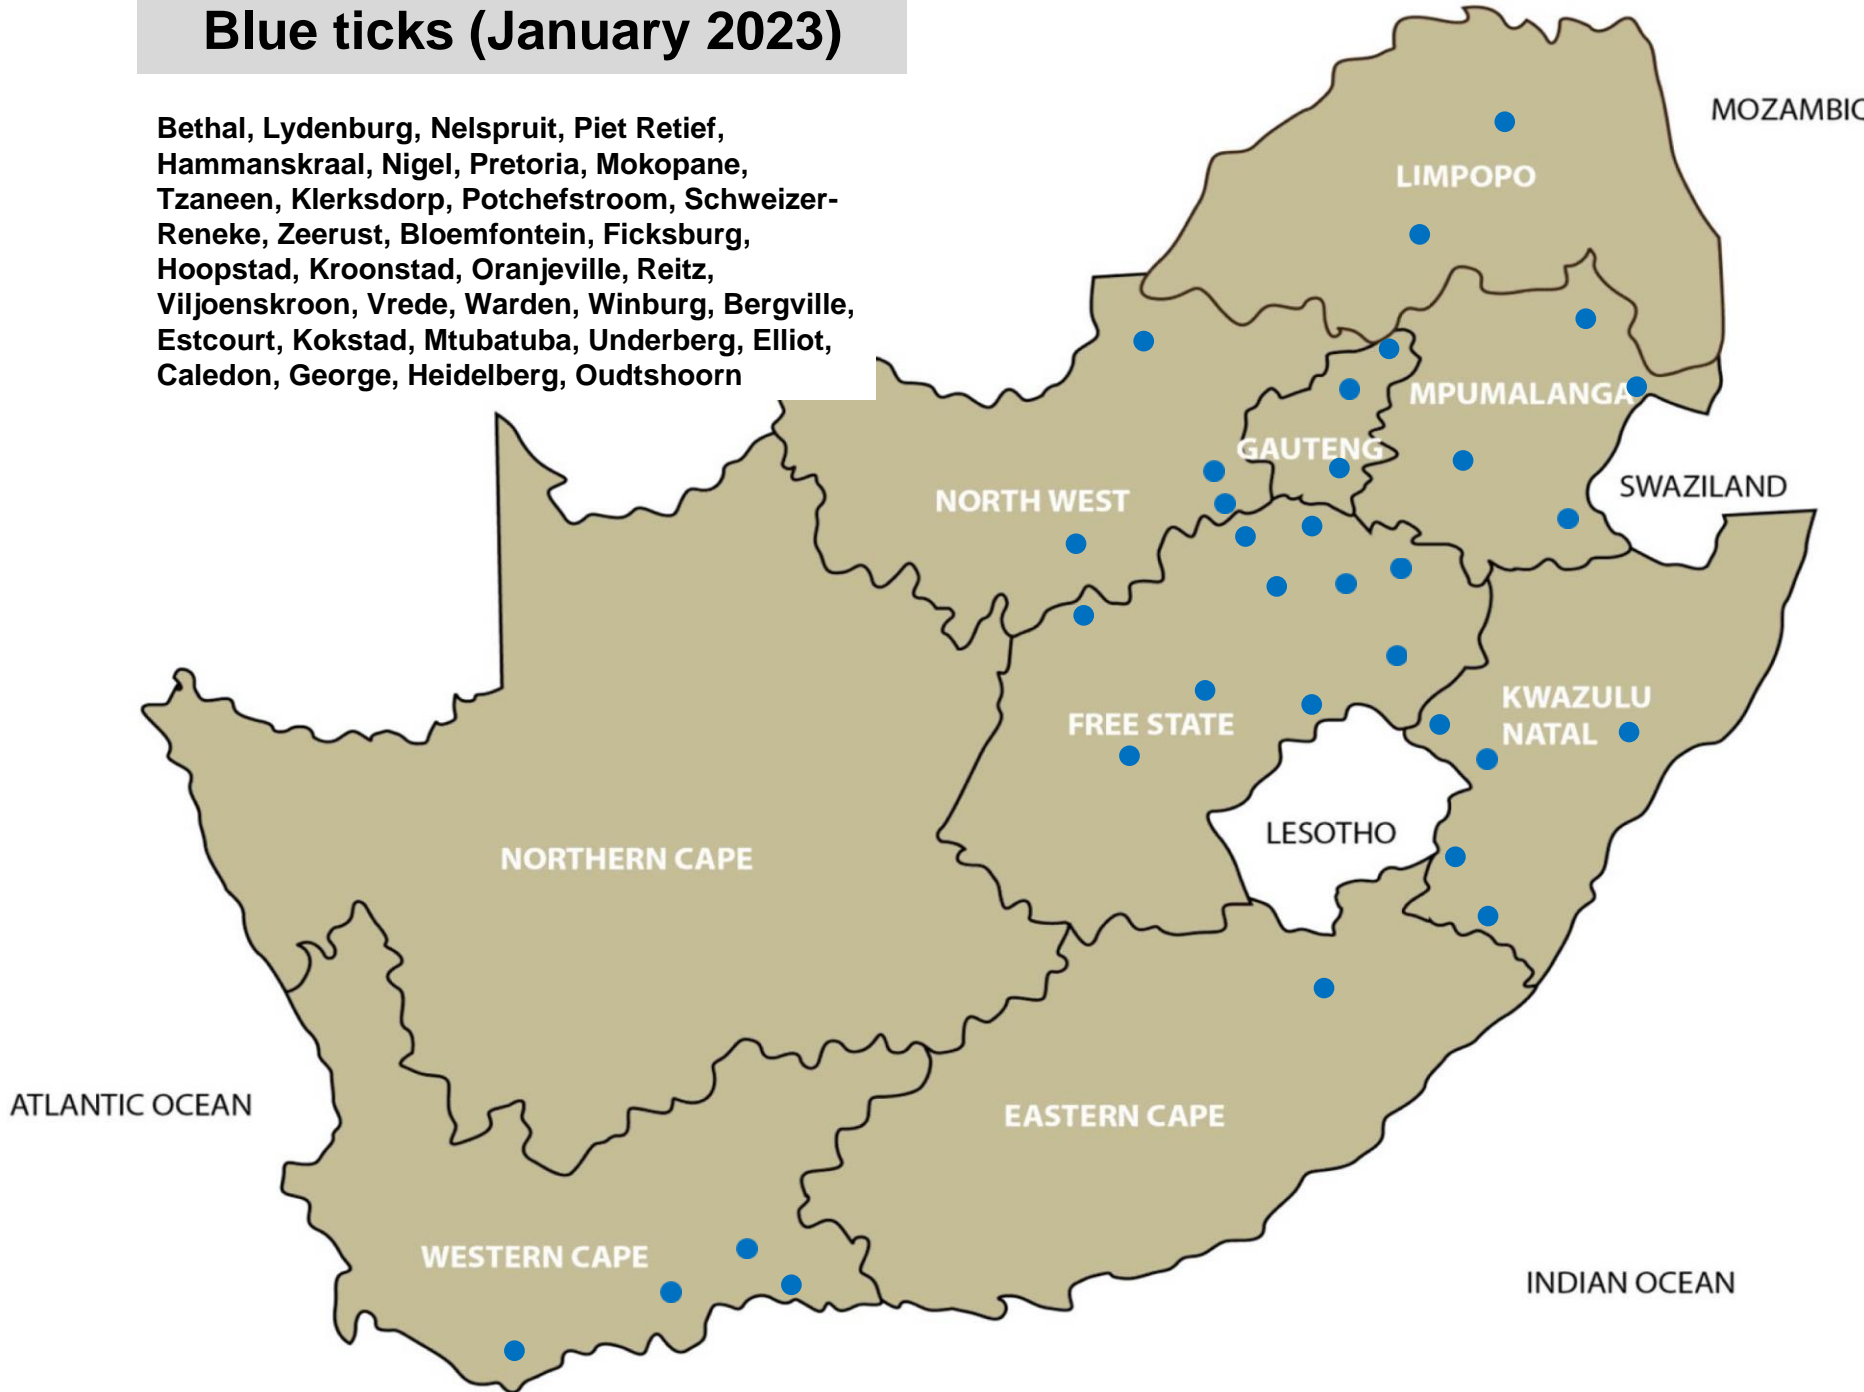 Blue ticks (January 2023)
Bethal, Lydenburg, Nelspruit, Piet Retief,
Hammanskraal, Nigel, Pretoria, Mokopane,
Tzaneen, Klerksdorp, Potchefstroom, Schweizer-
Reneke, Zeerust, Bloemfontein, Ficksburg,
Hoopstad, Kroonstad, Oranjeville, Reitz,
Viljoenskroon, Vrede, Warden, Winburg, Bergville,
Estcourt, Kokstad, Mtubatuba, Underberg, Elliot,
Caledon, George, Heidelberg, Oudtshoorn
MOZAMBIQ
LIMPOPO
MPUMALANGA
GAUTENG
SWAZILAND
NORTH WEST
KWAZULU
NATAL
FREE STATE
LESOTHO
NORTHERN CAPE
ATLANTIC OCEAN
EASTERN CAPE
WESTERN CAPE
INDIAN OCEAN